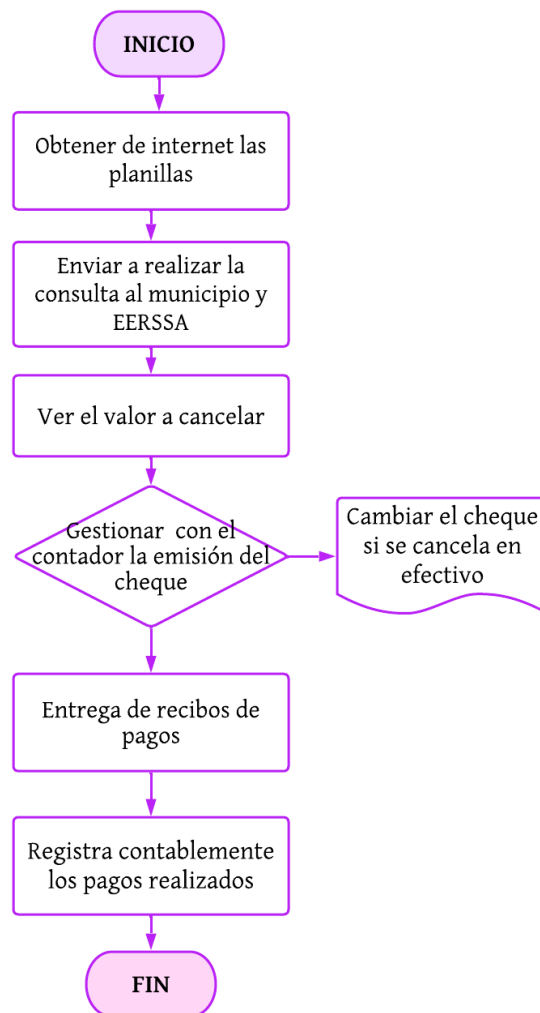 INICIO
Obtener de internet las
planillas
Enviar a realizar la
consulta al municipio y
EERSSA
Ver el valor a cancelar
Gestionar con el
contador la emisión del
cheque
Cambiar el cheque
si se cancela en
efectivo
Entrega de recibos de
pagos
Registra contablemente
los pagos realizados
FIN